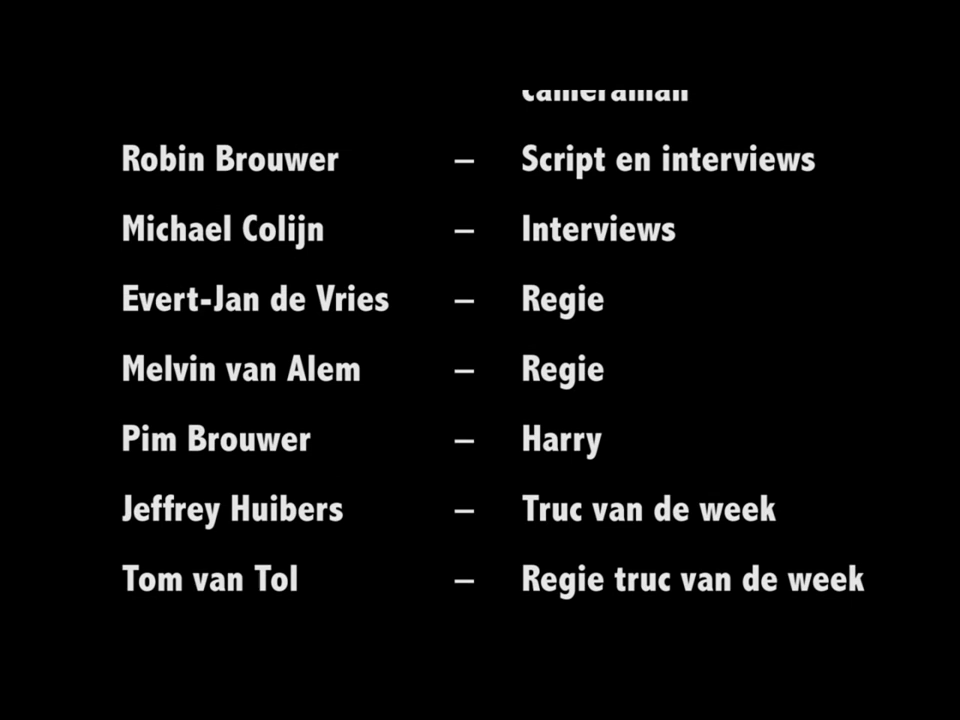 cameraman
Robin Brouwer – Script en interviews
Michael Colijn – Interviews
Evert-Jan de Vries – Regie
Melvin van Alem – Regie
Pim Brouwer – Harry
Jeffrey Huibers – Truc van de week
Tom van Tol – Regie truc van de week